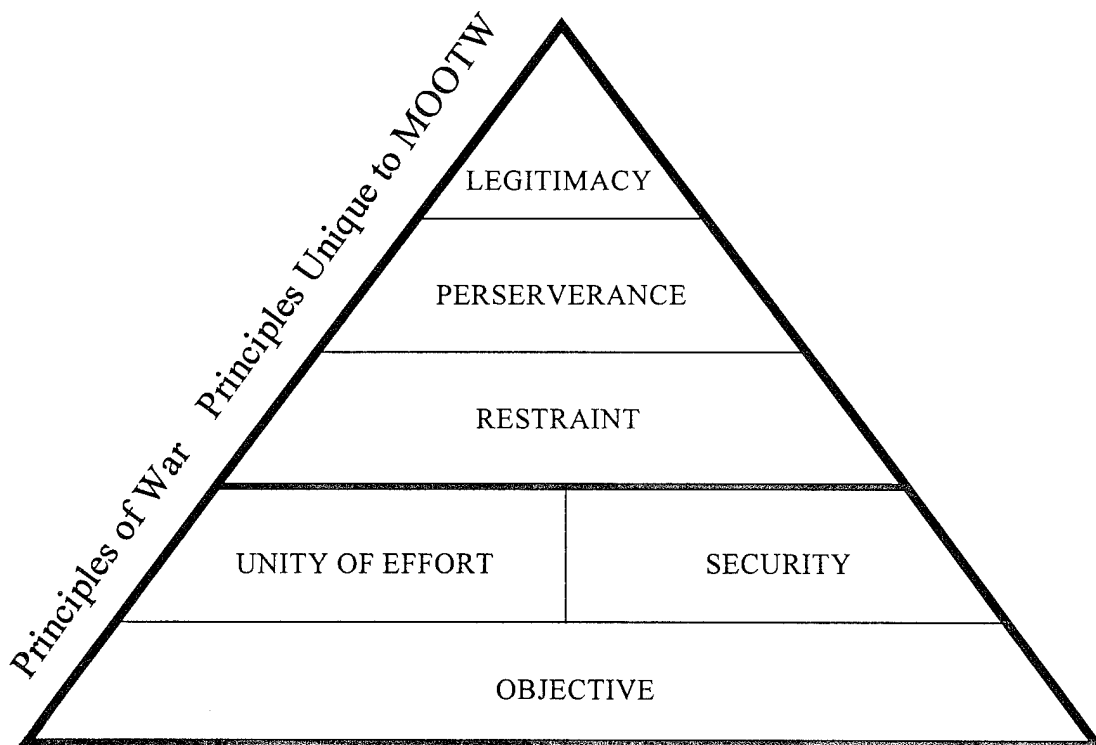 Principles Unique to MOOTW
Principles of War
LEGITIMACY
PERSERVERANCE
RESTRAINT
UNITY OF EFFORT
SECURITY
OBJECTIVE